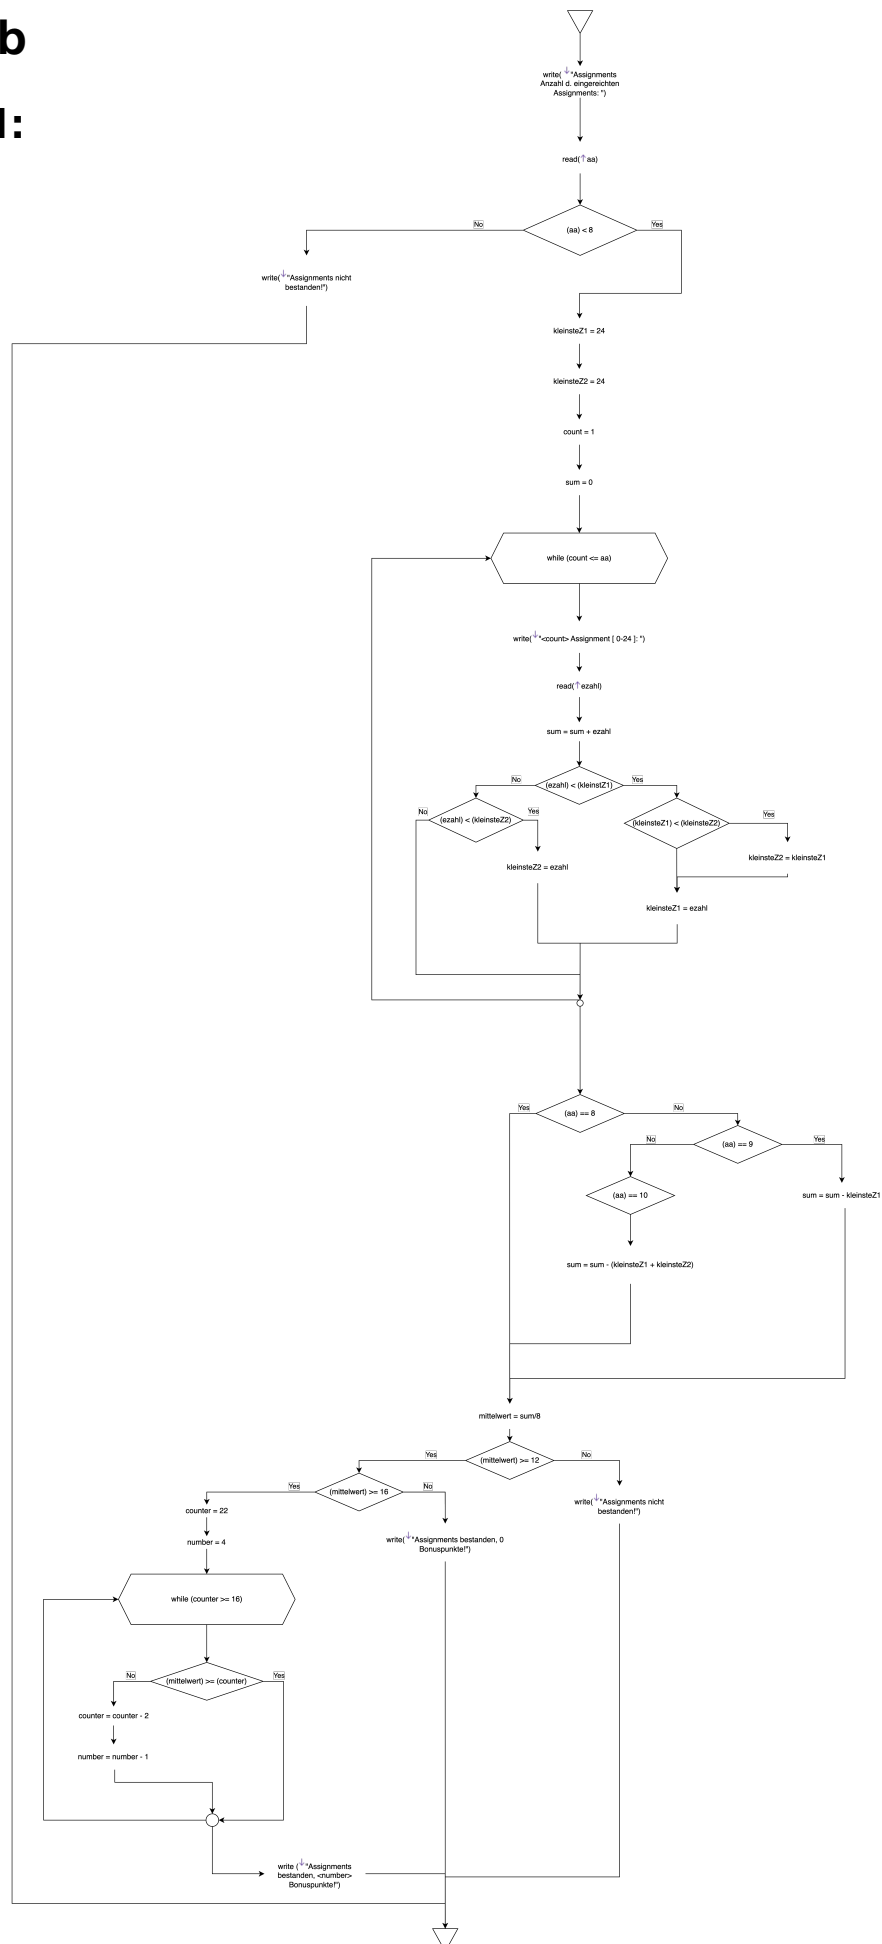 b
l:
write( ↓"Assignments
Anzahl d. eingereichten
Assignments: ")
read(↑aa)
No
(aa) < 8
Yes
write(↓"Assignments nicht
bestanden!")
kleinsteZ1 = 24
kleinsteZ2 = 24
count = 1
sum = 0
while (count <= aa)
write(↓"<count> Assignment [ 0-24 ]: ")
read(↑ezahl)
sum = sum + ezahl
No
(ezahl) < (kleinstZ1)
Yes
No
(ezahl) < (kleinsteZ2)
Yes
(kleinsteZ1) < (kleinsteZ2)
Yes
kleinsteZ2 = ezahl
kleinsteZ2 = kleinsteZ1
kleinsteZ1 = ezahl
Yes
(aa) == 8
No
No
(aa) == 9
Yes
(aa) == 10
sum = sum - kleinsteZ1
sum = sum - (kleinsteZ1 + kleinsteZ2)
mittelwert = sum/8
Yes
(mittelwert) >= 12
No
Yes
(mittelwert) >= 16
No
write(↓"Assignments nicht
bestanden!")
counter = 22
number = 4
write(↓"Assignments bestanden, 0
Bonuspunkte!")
while (counter >= 16)
No
(mittelwert) >= (counter)
Yes
counter = counter - 2
number = number - 1
write (↓"Assignments
bestanden, <number>
Bonuspunkte!")